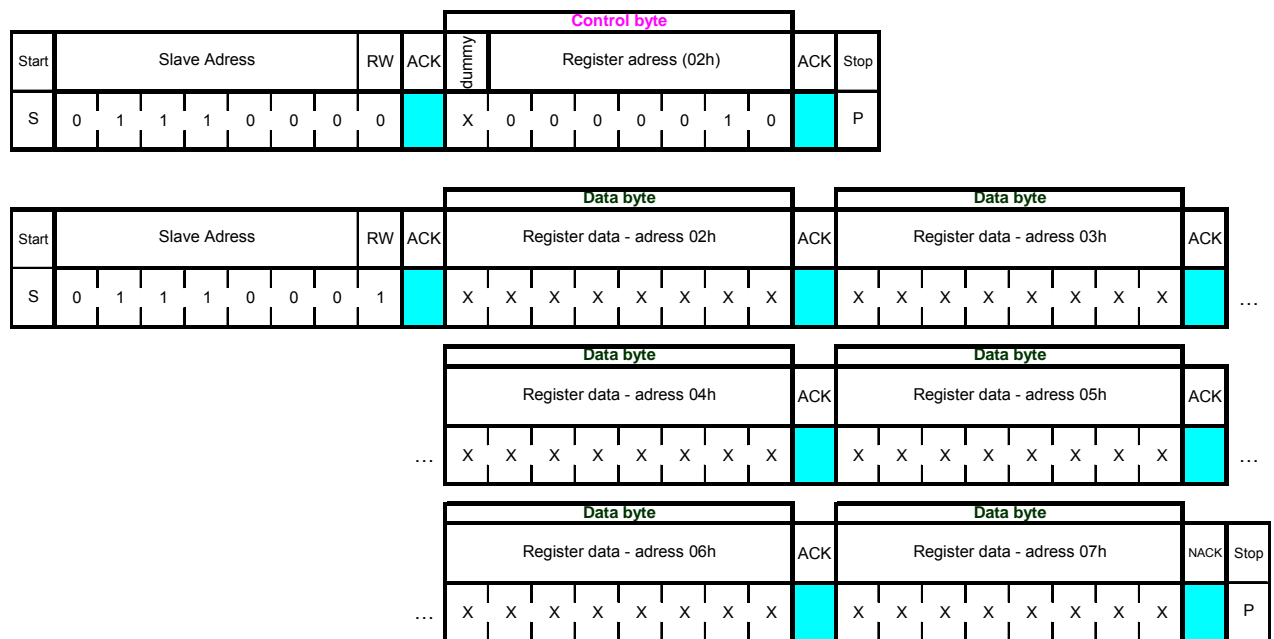 Control byte
Start Slave Adress RW ACK dummy Register adress (02h) ACK Stop
S 0 1 1 1 0 0 0 0 X 0 0 0 0 0 1 0 P
Data byte Data byte
Start Slave Adress RW ACK Register data - adress 02h ACK Register data - adress 03h ACK
S 0 1 1 1 0 0 0 1 X X X X X X X X X X X X X X X X …
Data byte Data byte
Register data - adress 04h ACK Register data - adress 05h ACK
… X X X X X X X X X X X X X X X X …
Data byte Data byte
Register data - adress 06h ACK Register data - adress 07h NACK Stop
… X X X X X X X X X X X X X X X X P